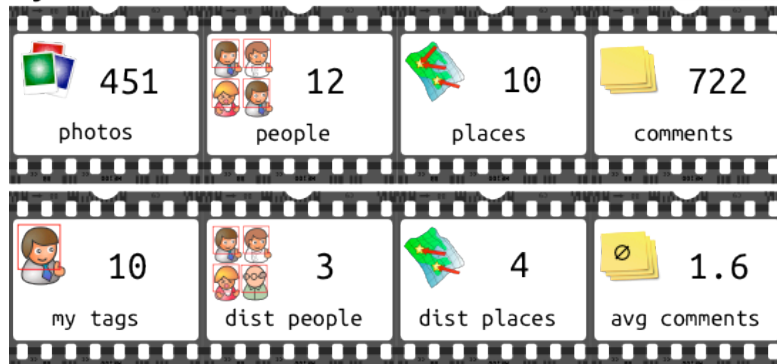 451 12 10 722
photos people places comments
10 3 4 ∅ 1.6
my tags dist people dist places avg comments